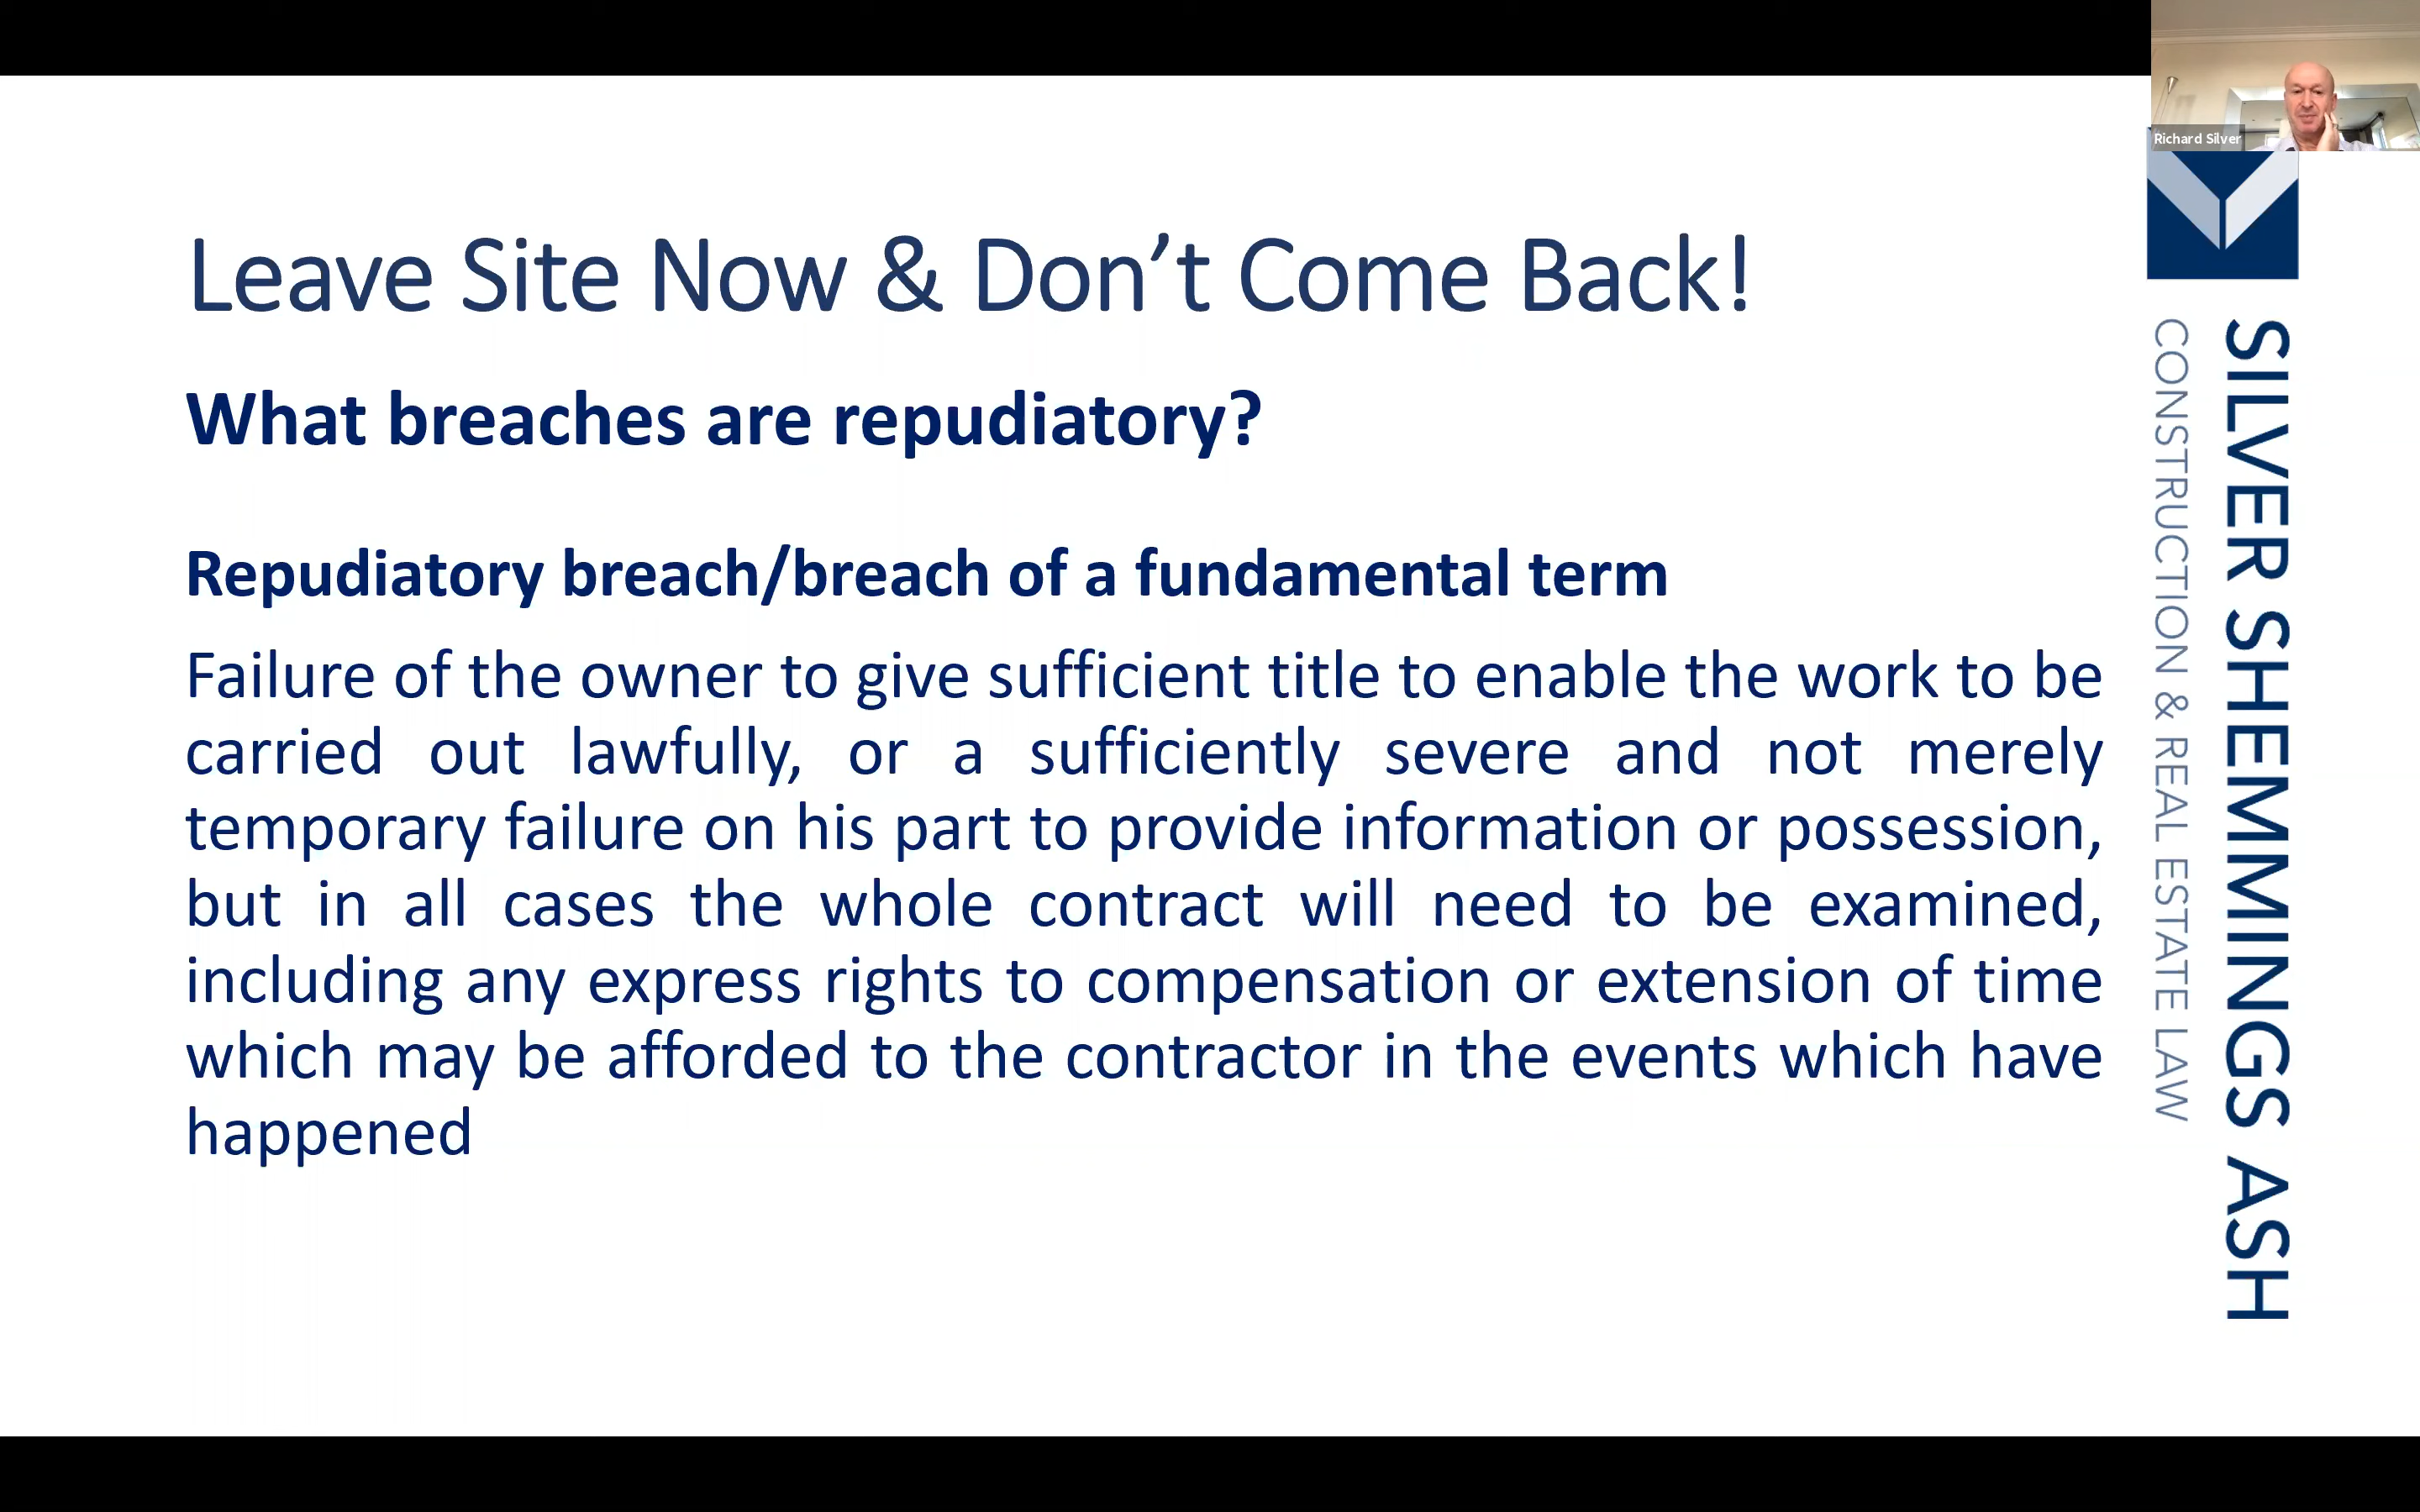 Richard Silver
Leave Site Now & Don’t Come Back!
What breaches are repudiatory?
Repudiatory breach/breach of a fundamental term
Failure of the owner to give sufficient title to enable the work to be
carried out lawfully, or a sufficiently severe and not merely
temporary failure on his part to provide information or possession,
but in all cases the whole contract will need to be examined,
including any express rights to compensation or extension of time
which may be afforded to the contractor in the events which have
happened
SILVER SHEMMINGS ASH
CONSTRUCTION & REAL ESTATE LAW